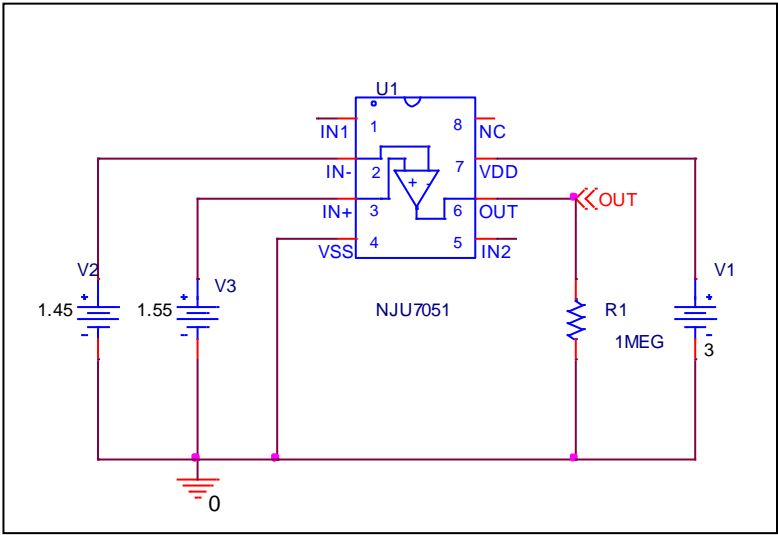 U1
IN1 1 8 NC
IN- 2 7 VDD
+ -
IN+ 3 6 OUT
OUT
VSS 4 5 IN2
V2
+
1.45
-
V3
+
1.55
-
NJU7051
R1
1MEG
V1
+
-
3
0